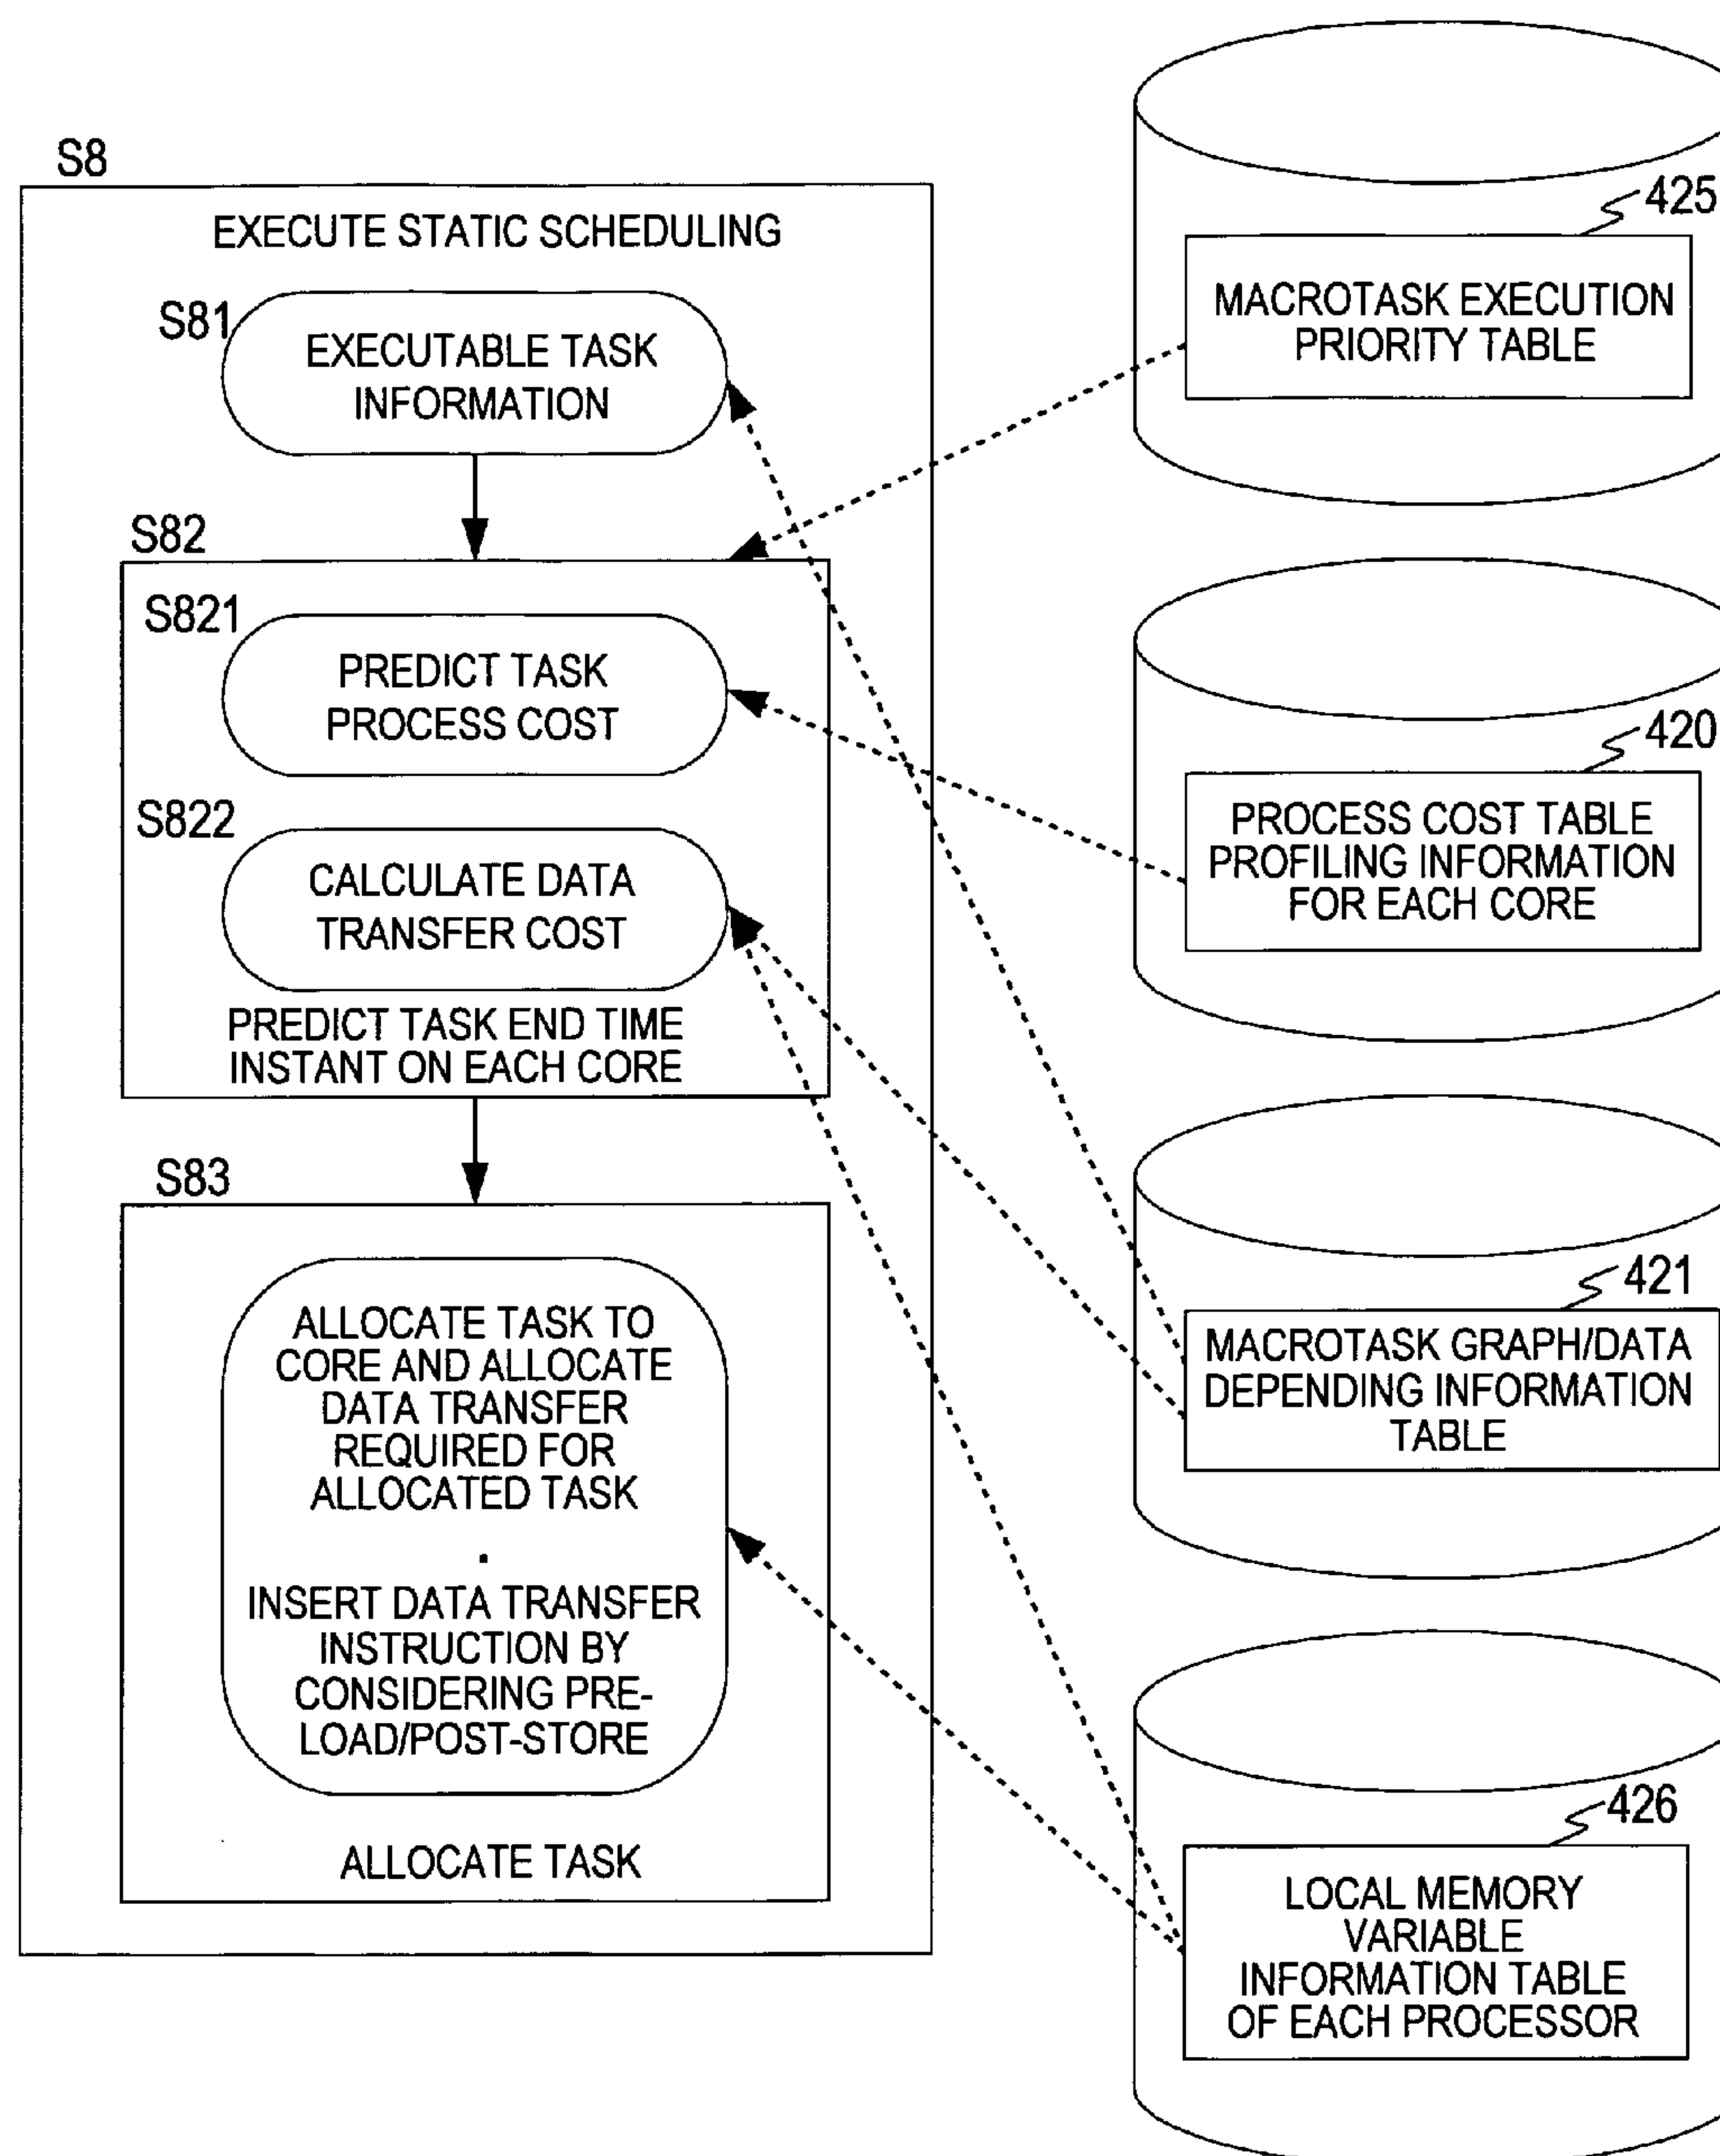 S8
EXECUTE STATIC SCHEDULING
S81
EXECUTABLE TASK
INFORMATION
S82
S821
PREDICT TASK
PROCESS COST
S822
CALCULATE DATA
TRANSFER COST
PREDICT TASK END TIME
INSTANT ON EACH CORE
S83
ALLOCATE TASK TO
CORE AND ALLOCATE
DATA TRANSFER
REQUIRED FOR
ALLOCATED TASK
.
INSERT DATA TRANSFER
INSTRUCTION BY
CONSIDERING PRE-
LOAD/POST-STORE
ALLOCATE TASK
425
MACROTASK EXECUTION
PRIORITY TABLE
420
PROCESS COST TABLE
PROFILING INFORMATION
FOR EACH CORE
421
MACROTASK GRAPH/DATA
DEPENDING INFORMATION
TABLE
426
LOCAL MEMORY
VARIABLE
INFORMATION TABLE
OF EACH PROCESSOR